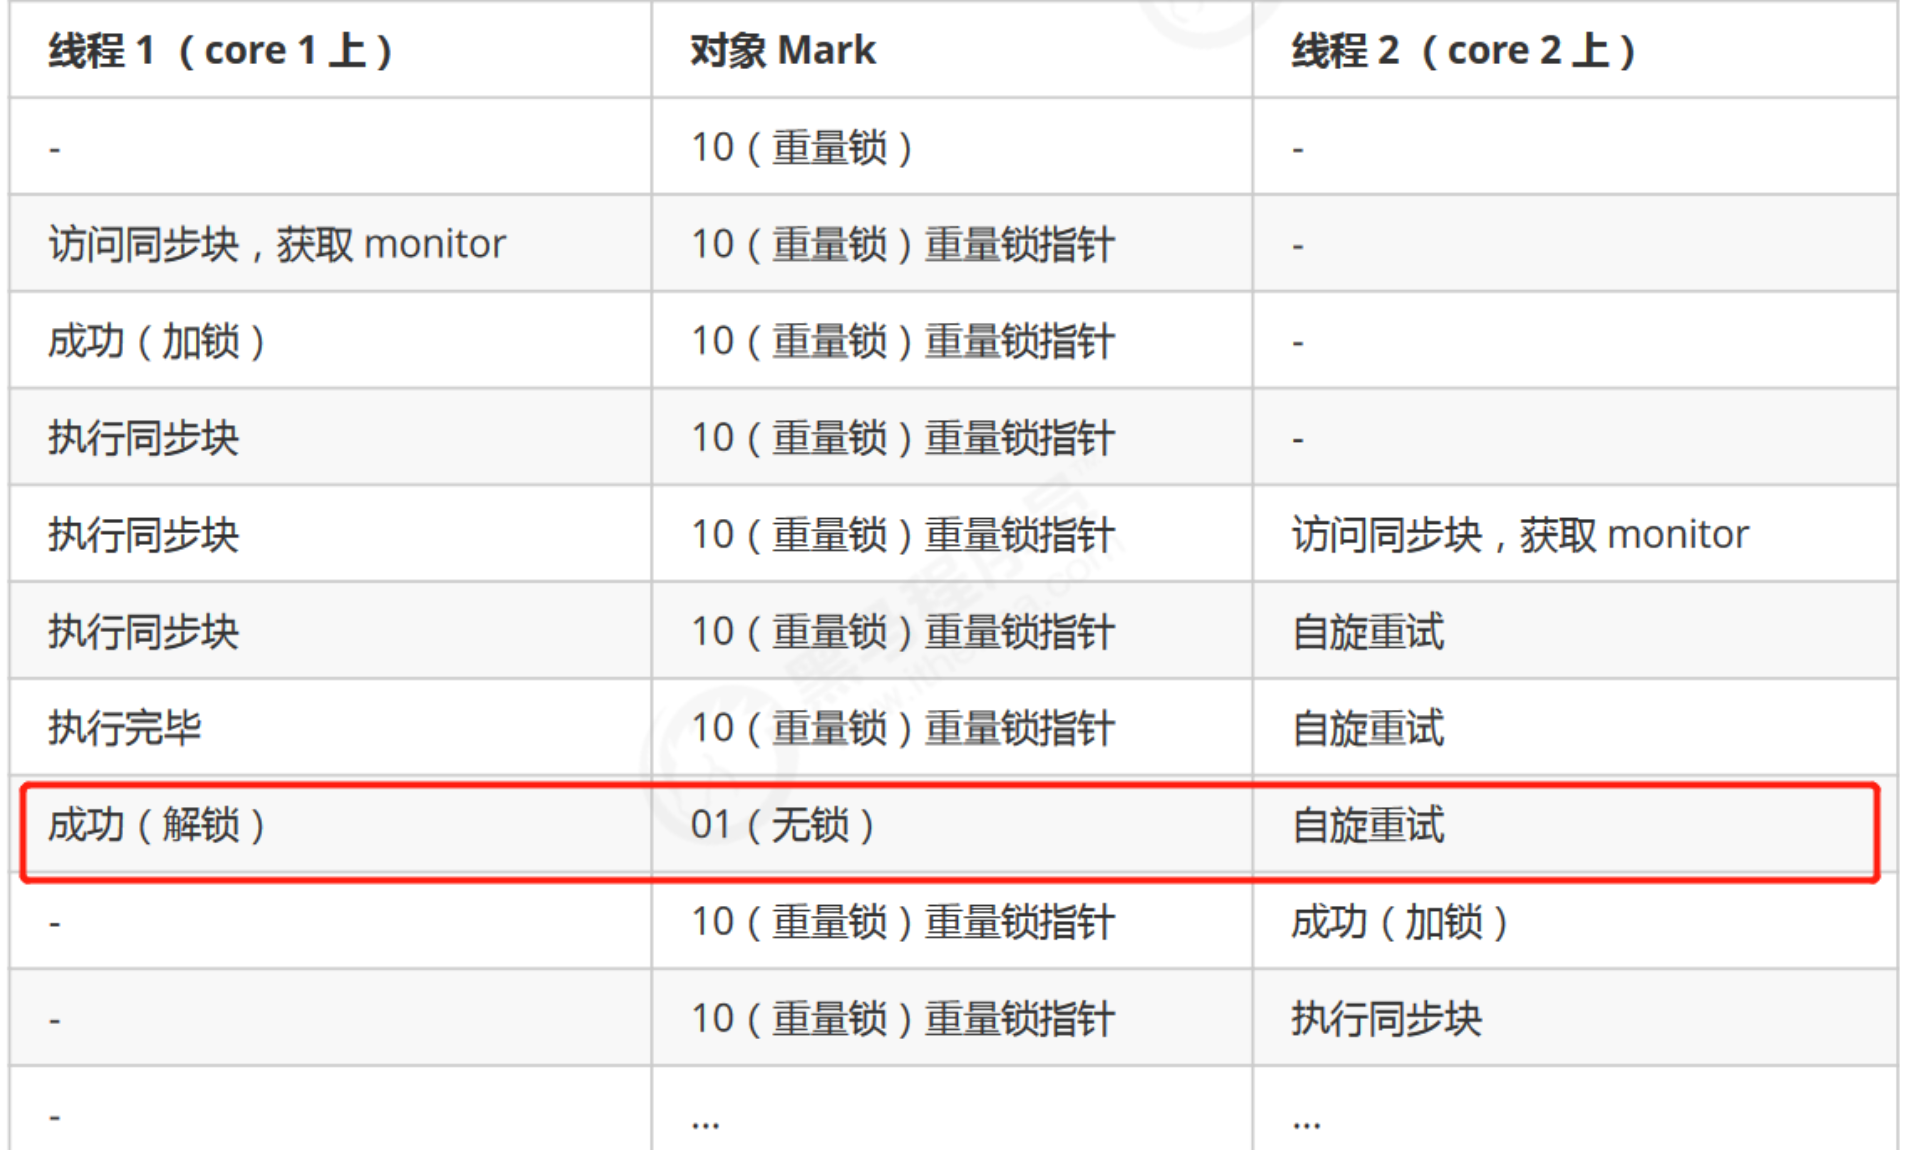 线程 1（core 1 上） 对象 Mark 线程 2（core 2 上）
- 10（重量锁） -
访问同步块，获取 monitor 10（重量锁）重量锁指针 -
成功（加锁） 10（重量锁）重量锁指针 -
执行同步块 10（重量锁）重量锁指针 -
执行同步块 10（重量锁）重量锁指针 访问同步块，获取 monitor
执行同步块 10（重量锁）重量锁指针 自旋重试
执行完毕 10（重量锁）重量锁指针 自旋重试
成功（解锁） 01（无锁） 自旋重试
- 10（重量锁）重量锁指针 成功（加锁）
- 10（重量锁）重量锁指针 执行同步块
- ... ...
黑马程序员